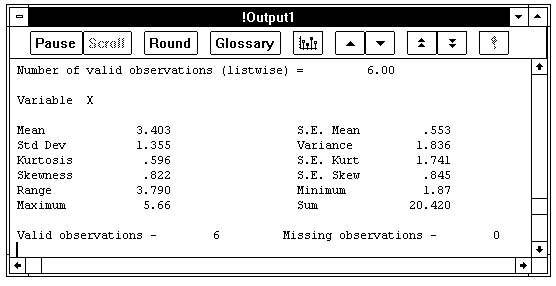 !Output1
Pause Scroll Round Glossary
Number of valid observations (listwise) = 6.00
Variable X
Mean 3.403 S.E. Mean .553
Std Dev 1.355 Variance 1.836
Kurtosis .596 S.E. Kurt 1.741
Skewness .822 S.E. Skew .845
Range 3.790 Minimum 1.87
Maximum 5.66 Sum 20.420
Valid observations - 6 Missing observations - 0